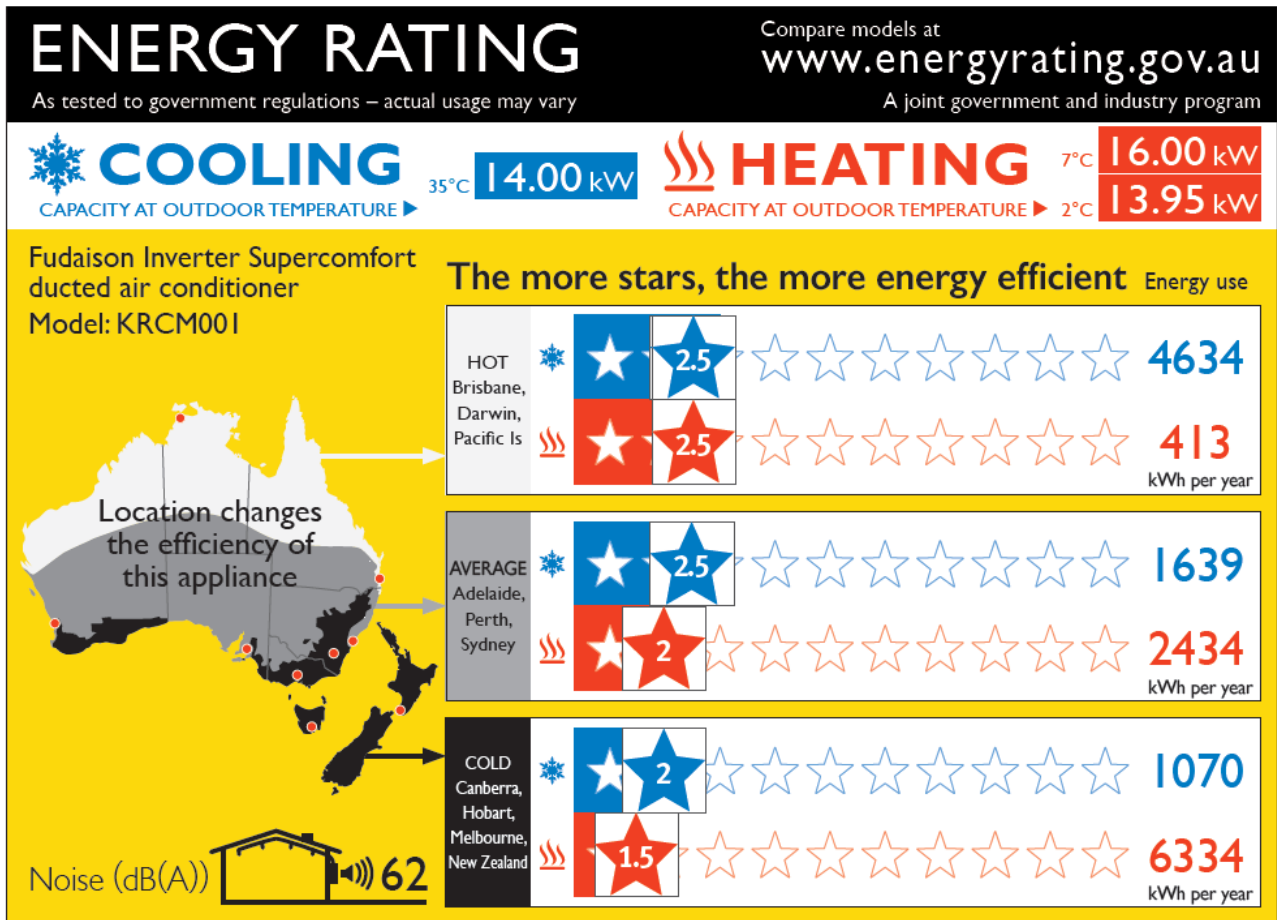 ENERGY RATING
As tested to government regulations – actual usage may vary
Compare models at
www.energyrating.gov.au
A joint government and industry program
COOLING
CAPACITY AT OUTDOOR TEMPERATURE
35°C 14.00 kW
HEATING
CAPACITY AT OUTDOOR TEMPERATURE
7°C 16.00 kW
2°C 13.95 kW
Fudaison Inverter Supercomfort
ducted air conditioner
Model: KRCM001
The more stars, the more energy efficient Energy use
HOT
Brisbane,
Darwin,
Pacific Is
2.5 4634
2.5 413
kWh per year
Location changes
the efficiency of
this appliance
AVERAGE
Adelaide,
Perth,
Sydney
2.5 1639
2 2434
kWh per year
COLD
Canberra,
Hobart,
Melbourne,
New Zealand
2 1070
1.5 6334
kWh per year
Noise (dB(A)) 62